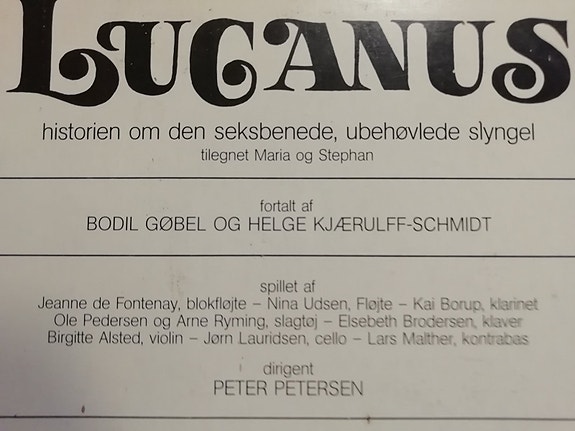 LUCANUS
historien om den seksbenede, ubehøvlede slyngel
tilegnet Maria og Stephan
fortalt af
BODIL GØBEL OG HELGE KJÆRULFF-SCHMIDT
spillet af
Jeanne de Fontenay, blokfløjte – Nina Udsen, Fløjte – Kai Borup, klarinet
Ole Pedersen og Arne Ryming, slagtøj – Elsebeth Brodersen, klaver
Birgitte Alsted, violin – Jørn Lauridsen, cello – Lars Malther, kontrabas
dirigent
PETER PETERSEN